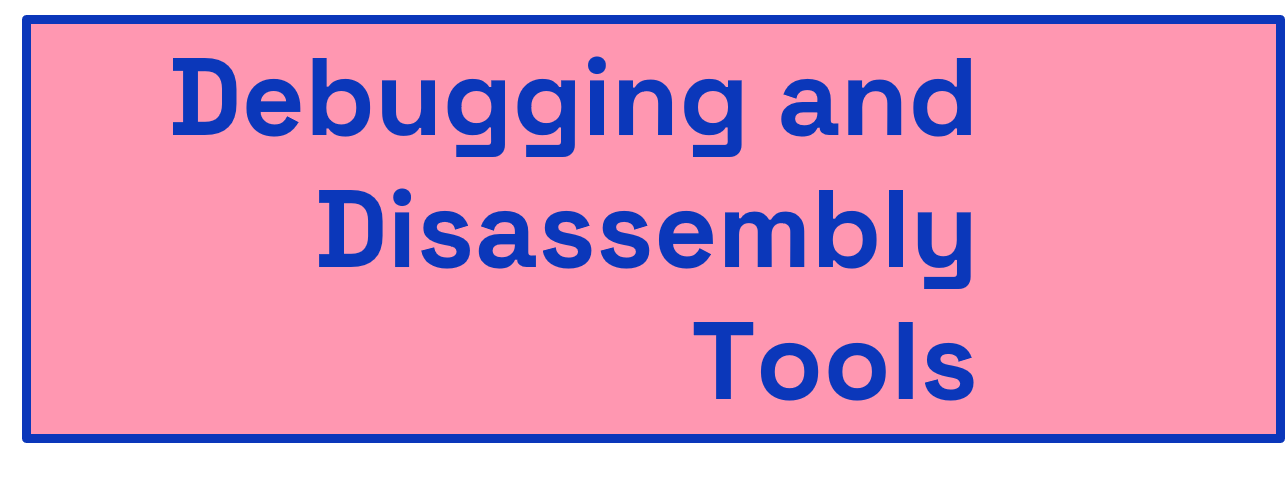 Debugging and
Disassembly
Tools